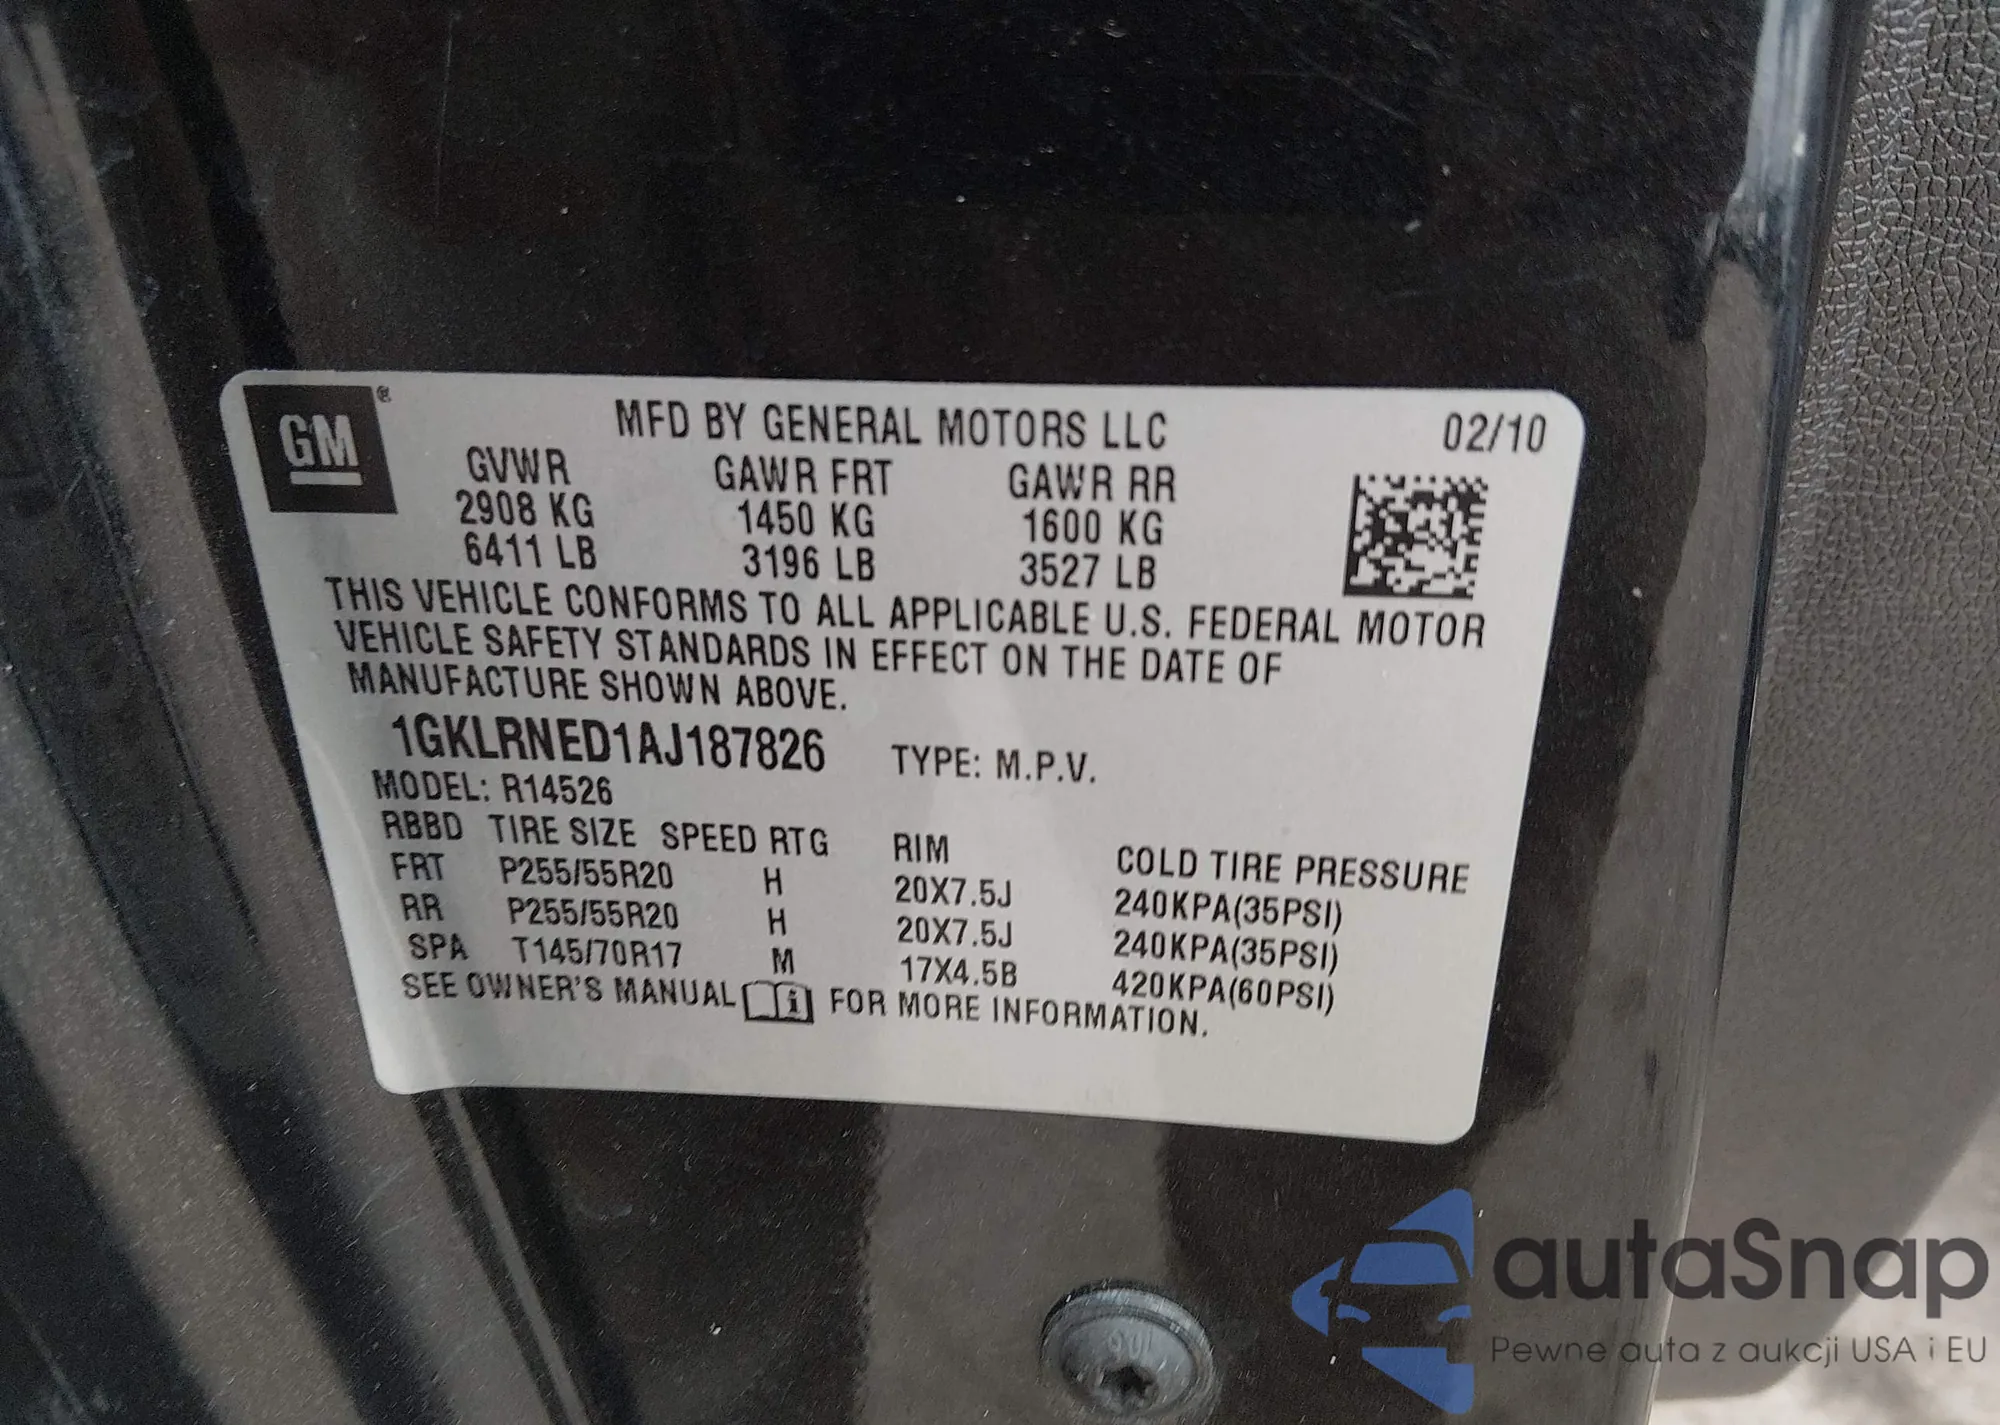 GM ®
MFD BY GENERAL MOTORS LLC 02/10
GVWR GAWR FRT GAWR RR
2908 KG 1450 KG 1600 KG
6411 LB 3196 LB 3527 LB
THIS VEHICLE CONFORMS TO ALL APPLICABLE U.S. FEDERAL MOTOR
VEHICLE SAFETY STANDARDS IN EFFECT ON THE DATE OF
MANUFACTURE SHOWN ABOVE.
1GKLRNED1AJ187826 TYPE: M.P.V.
MODEL: R14526
RBBD TIRE SIZE SPEED RTG RIM COLD TIRE PRESSURE
FRT P255/55R20 H 20X7.5J 240KPA(35PSI)
RR P255/55R20 H 20X7.5J 240KPA(35PSI)
SPA T145/70R17 M 17X4.5B 420KPA(60PSI)
SEE OWNER'S MANUAL i FOR MORE INFORMATION.
autaSnap
Pewne auta z aukcji USA i EU